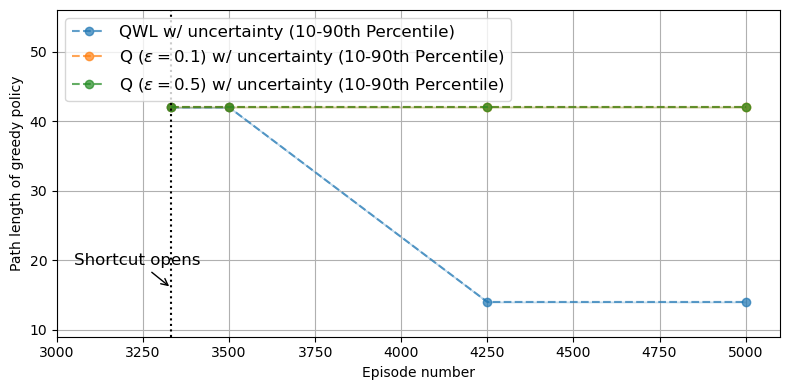 QWL w/ uncertainty (10-90th Percentile)
Q (ε = 0.1) w/ uncertainty (10-90th Percentile)
Q (ε = 0.5) w/ uncertainty (10-90th Percentile)
Path length of greedy policy
50
40
30
20
10
Shortcut opens
3000 3250 3500 3750 4000 4250 4500 4750 5000
Episode number